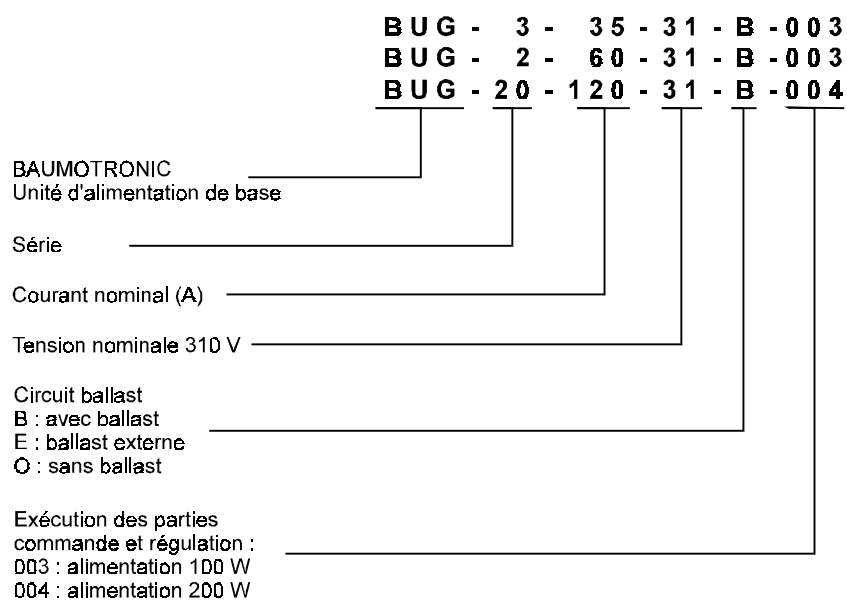 BUG - 3 - 35 - 31 - B - 003
BUG - 2 - 60 - 31 - B - 003
BUG - 20 - 120 - 31 - B - 004
BAUMOTRONIC
Unité d'alimentation de base
Série
Courant nominal (A)
Tension nominale 310 V
Circuit ballast
B : avec ballast
E : ballast externe
O : sans ballast
Exécution des parties
commande et régulation :
003 : alimentation 100 W
004 : alimentation 200 W